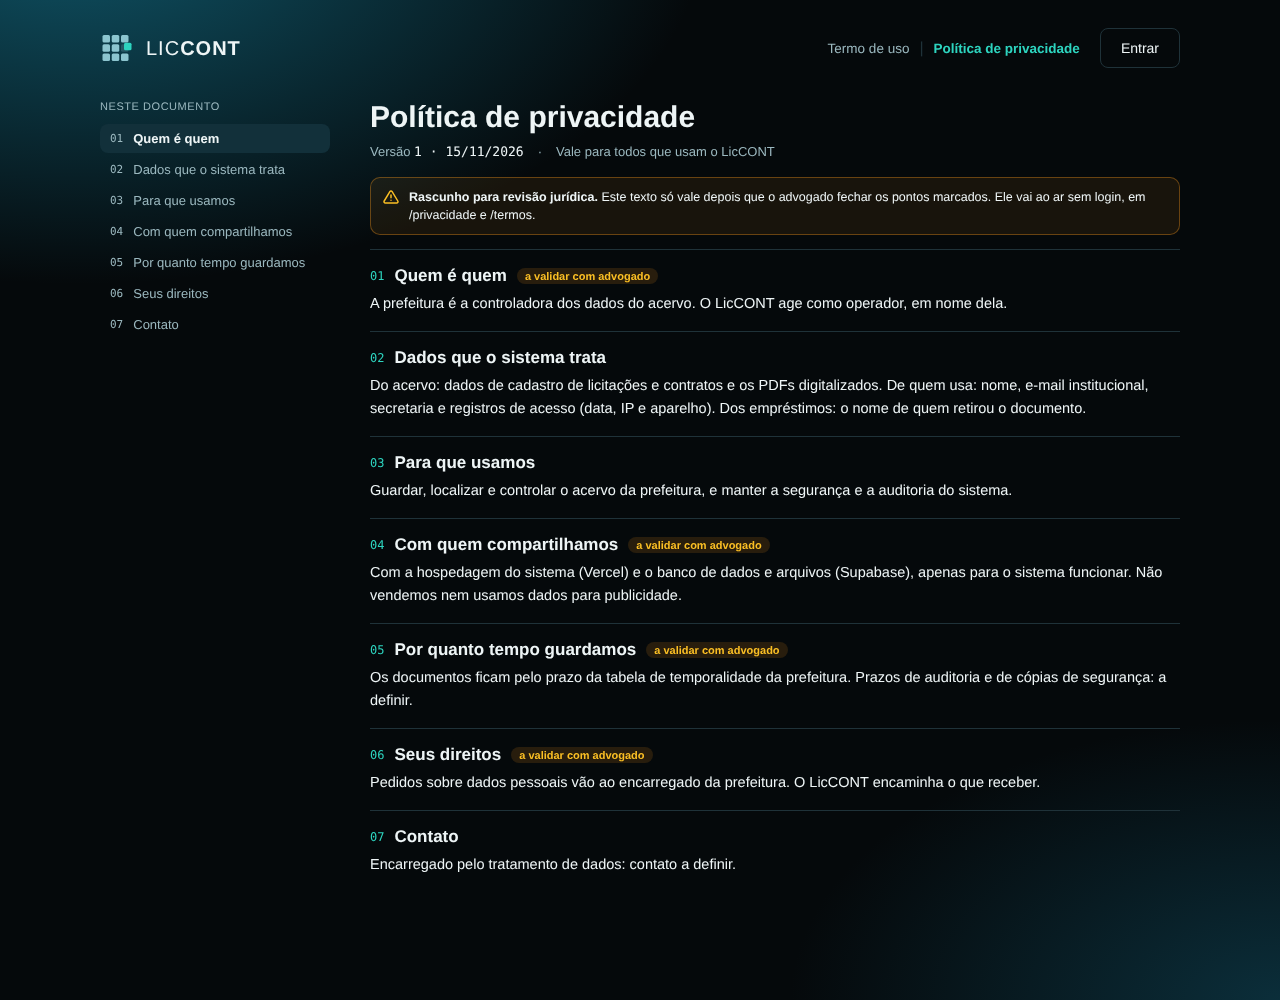 LICCONT
Termo de uso
Política de privacidade
Entrar
NESTE DOCUMENTO
01 Quem é quem
02 Dados que o sistema trata
03 Para que usamos
04 Com quem compartilhamos
05 Por quanto tempo guardamos
06 Seus direitos
07 Contato
Política de privacidade
Versão 1 · 15/11/2026 · Vale para todos que usam o LicCONT
Rascunho para revisão jurídica. Este texto só vale depois que o advogado fechar os pontos marcados. Ele vai ao ar sem login, em
/privacidade e /termos.
01 Quem é quem a validar com advogado
A prefeitura é a controladora dos dados do acervo. O LicCONT age como operador, em nome dela.
02 Dados que o sistema trata
Do acervo: dados de cadastro de licitações e contratos e os PDFs digitalizados. De quem usa: nome, e-mail institucional,
secretaria e registros de acesso (data, IP e aparelho). Dos empréstimos: o nome de quem retirou o documento.
03 Para que usamos
Guardar, localizar e controlar o acervo da prefeitura, e manter a segurança e a auditoria do sistema.
04 Com quem compartilhamos a validar com advogado
Com a hospedagem do sistema (Vercel) e o banco de dados e arquivos (Supabase), apenas para o sistema funcionar. Não
vendemos nem usamos dados para publicidade.
05 Por quanto tempo guardamos a validar com advogado
Os documentos ficam pelo prazo da tabela de temporalidade da prefeitura. Prazos de auditoria e de cópias de segurança: a
definir.
06 Seus direitos a validar com advogado
Pedidos sobre dados pessoais vão ao encarregado da prefeitura. O LicCONT encaminha o que receber.
07 Contato
Encarregado pelo tratamento de dados: contato a definir.